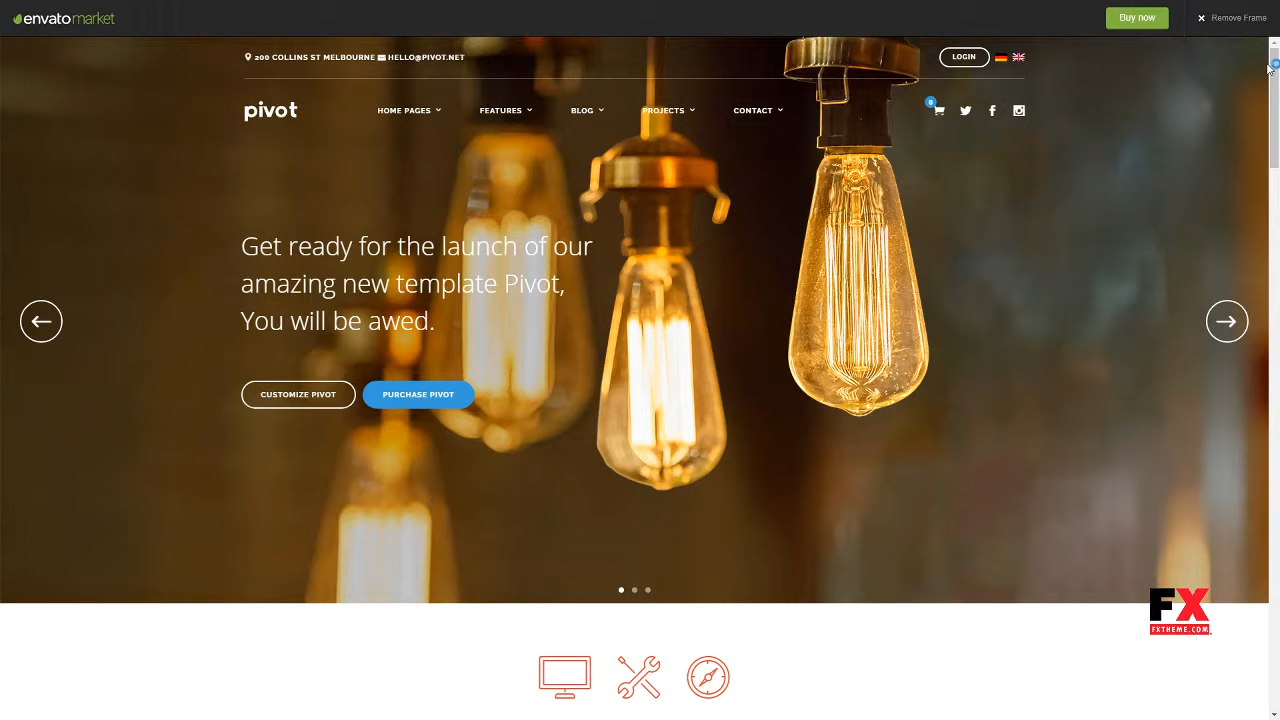 envatomarket
Buy now
Remove Frame
200 COLLINS ST MELBOURNE HELLO@PIVOT.NET
LOGIN
pivot
HOME PAGES
FEATURES
BLOG
PROJECTS
CONTACT
0
Get ready for the launch of our
amazing new template Pivot,
You will be awed.
CUSTOMIZE PIVOT
PURCHASE PIVOT
FX
FXTHEME.COM